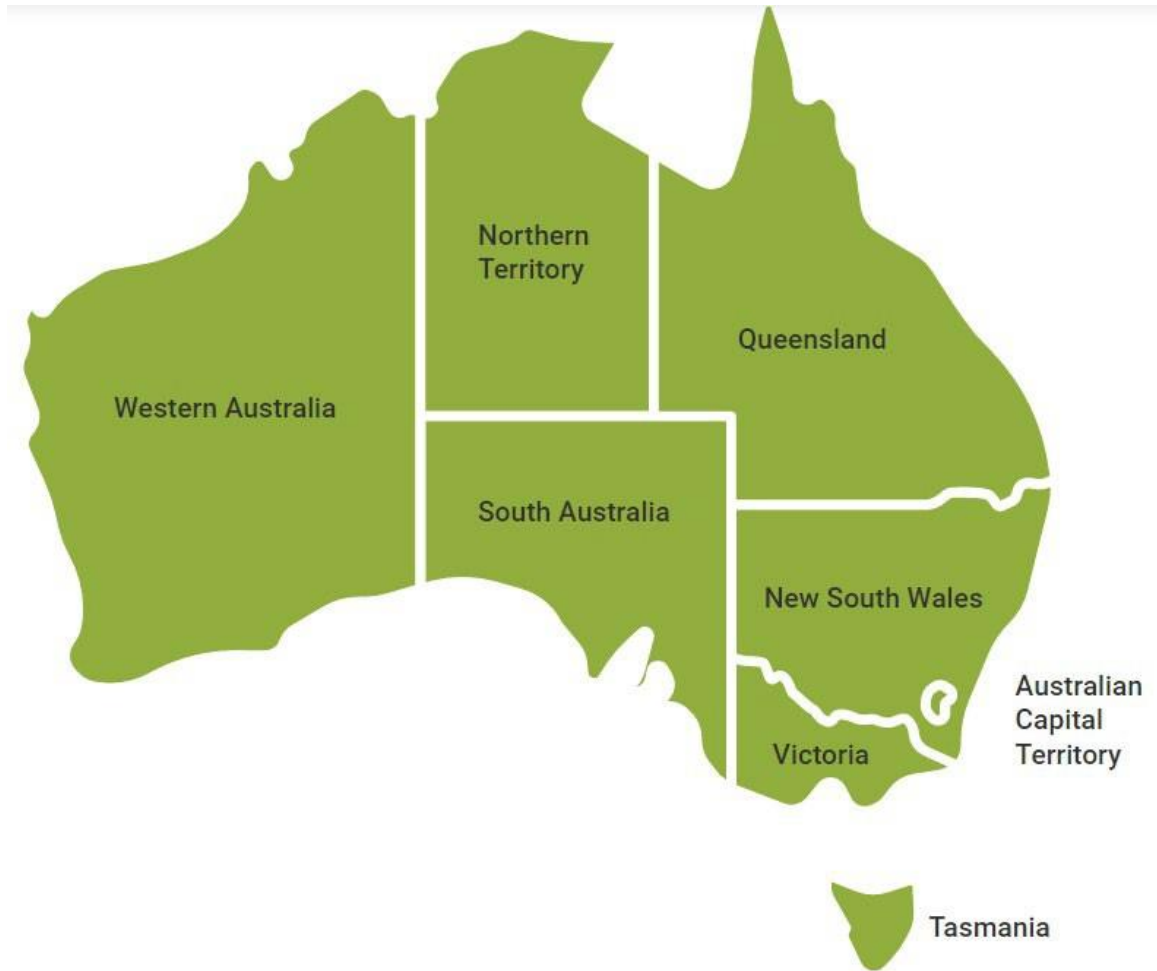 Northern
Territory
Queensland
Western Australia
South Australia
New South Wales
Australian
Capital
Territory
Victoria
Tasmania